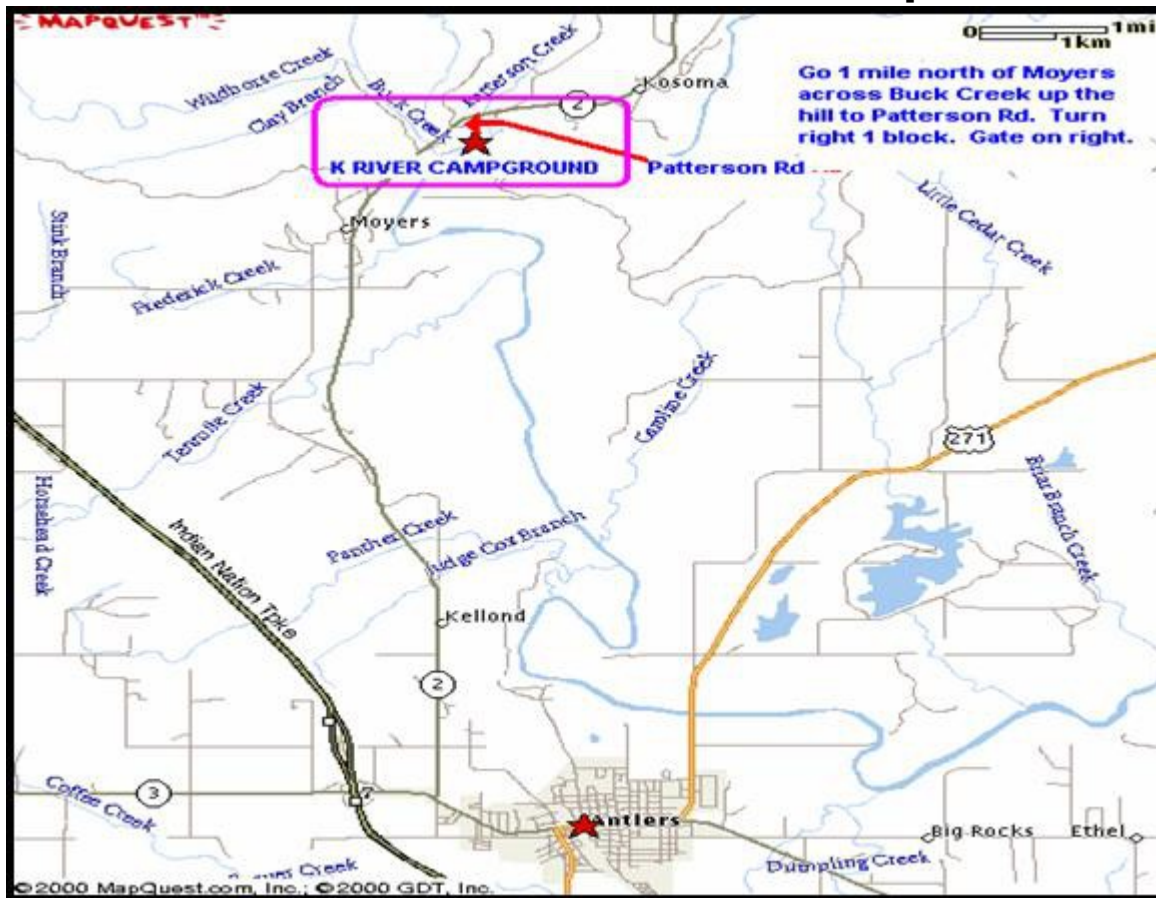 MAPQUEST
0 1mi
1km
Wildhorse Creek
Clay Branch
Buck Creek
Patterson Creek
2
Kosoma
Go 1 mile north of Moyers
across Buck Creek up the
hill to Patterson Rd. Turn
right 1 block. Gate on right.
K RIVER CAMPGROUND
Patterson Rd
Stink Branch
Moyers
Frederick Creek
Little Cedar Creek
Caroline Creek
Tenmile Creek
271
Horsehead Creek
Indian Nation Tpke
Panther Creek
Judge Cox Branch
Briar Branch Creek
Kellond
2
Coffee Creek
3
Antlers
Big Rocks
Ethel
Dumpling Creek
Creek
©2000 MapQuest.com, Inc.; ©2000 GDT, Inc.